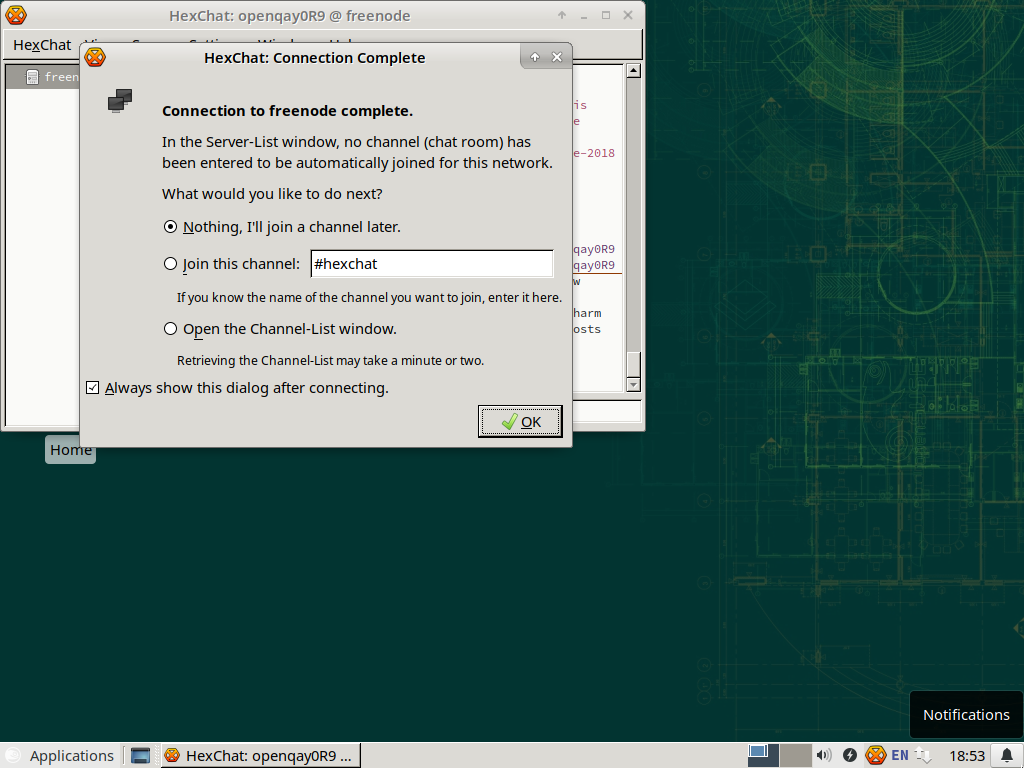 HexChat: openqay0R9 @ freenode
HexChat
HexChat: Connection Complete
freen
is
e
e-2018
qay0R9
qay0R9
w
harm
osts
Connection to freenode complete.
In the Server-List window, no channel (chat room) has
been entered to be automatically joined for this network.
What would you like to do next?
Nothing, I'll join a channel later.
Join this channel: #hexchat
If you know the name of the channel you want to join, enter it here.
Open the Channel-List window.
Retrieving the Channel-List may take a minute or two.
Always show this dialog after connecting.
OK
Home
Notifications
Applications
HexChat: openqay0R9 ...
EN
18:53